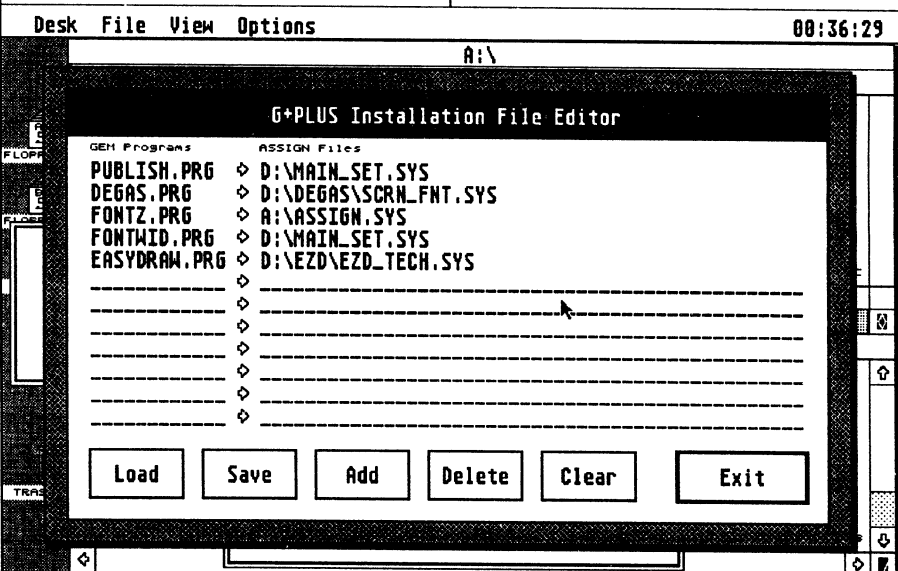 Desk File View Options 00:36:29
A:\
G+PLUS Installation File Editor
GEM Programs ASSIGN Files
PUBLISH.PRG ⇨ D:\MAIN_SET.SYS
DEGAS.PRG ⇨ D:\DEGAS\SCRN_FNT.SYS
FONTZ.PRG ⇨ A:\ASSIGN.SYS
FONTWID.PRG ⇨ D:\MAIN_SET.SYS
EASYDRAW.PRG ⇨ D:\EZD\EZD_TECH.SYS
Load Save Add Delete Clear Exit